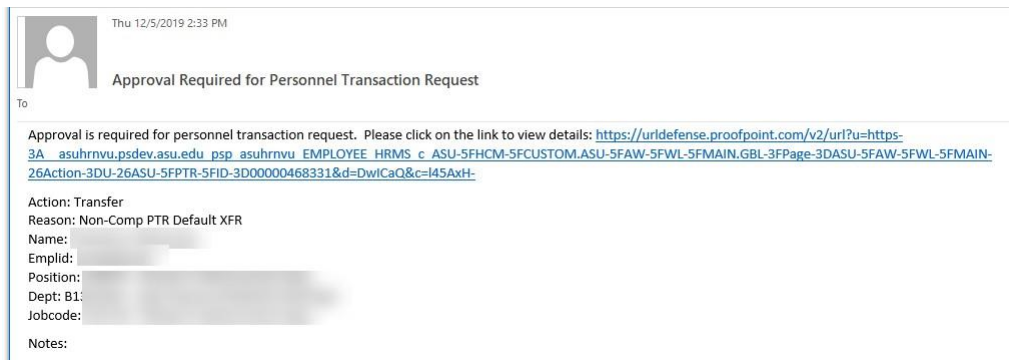 Thu 12/5/2019 2:33 PM
Approval Required for Personnel Transaction Request
To
Approval is required for personnel transaction request.  Please click on the link to view details: https://urldefense.proofpoint.com/v2/url?u=https-
3A__asuhrnvu.psdev.asu.edu_psp_asuhrnvu_EMPLOYEE_HRMS_c_ASU-5FHCM-5FCUSTOM.ASU-5FAW-5FWL-5FMAIN.GBL-3FPage-3DASU-5FAW-5FWL-5FMAIN-
26Action-3DU-26ASU-5FPTR-5FID-3D00000468331&d=DwICaQ&c=l45AxH-
Action: Transfer
Reason: Non-Comp PTR Default XFR
Name:
Emplid:
Position:
Dept: B13
Jobcode:
Notes: